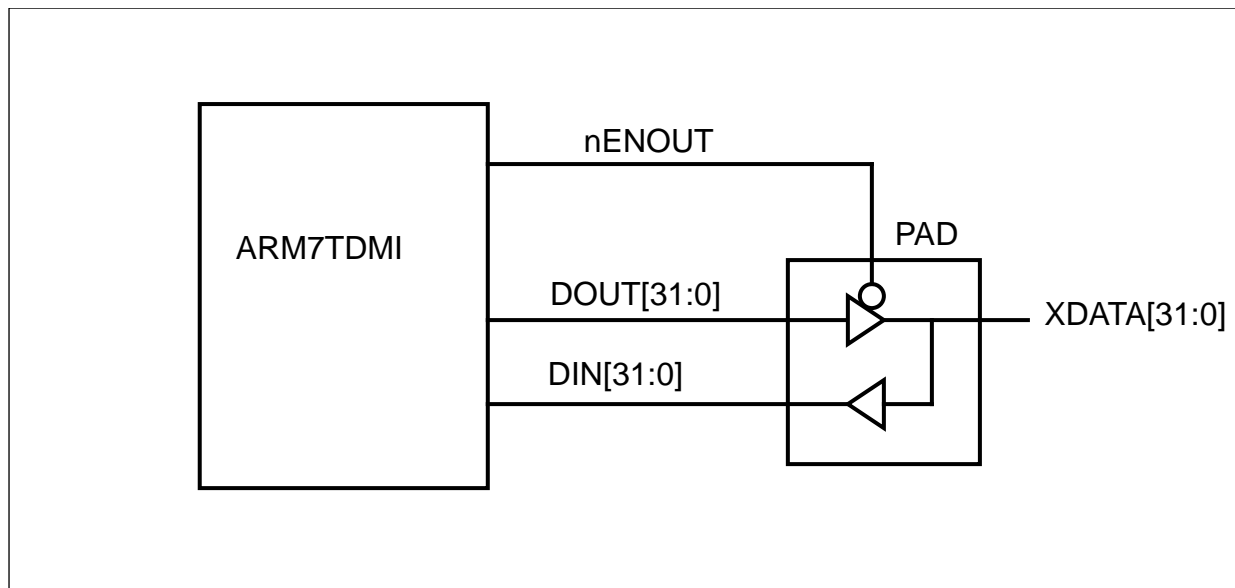 nENOUT
ARM7TDMI
PAD
DOUT[31:0]
XDATA[31:0]
DIN[31:0]